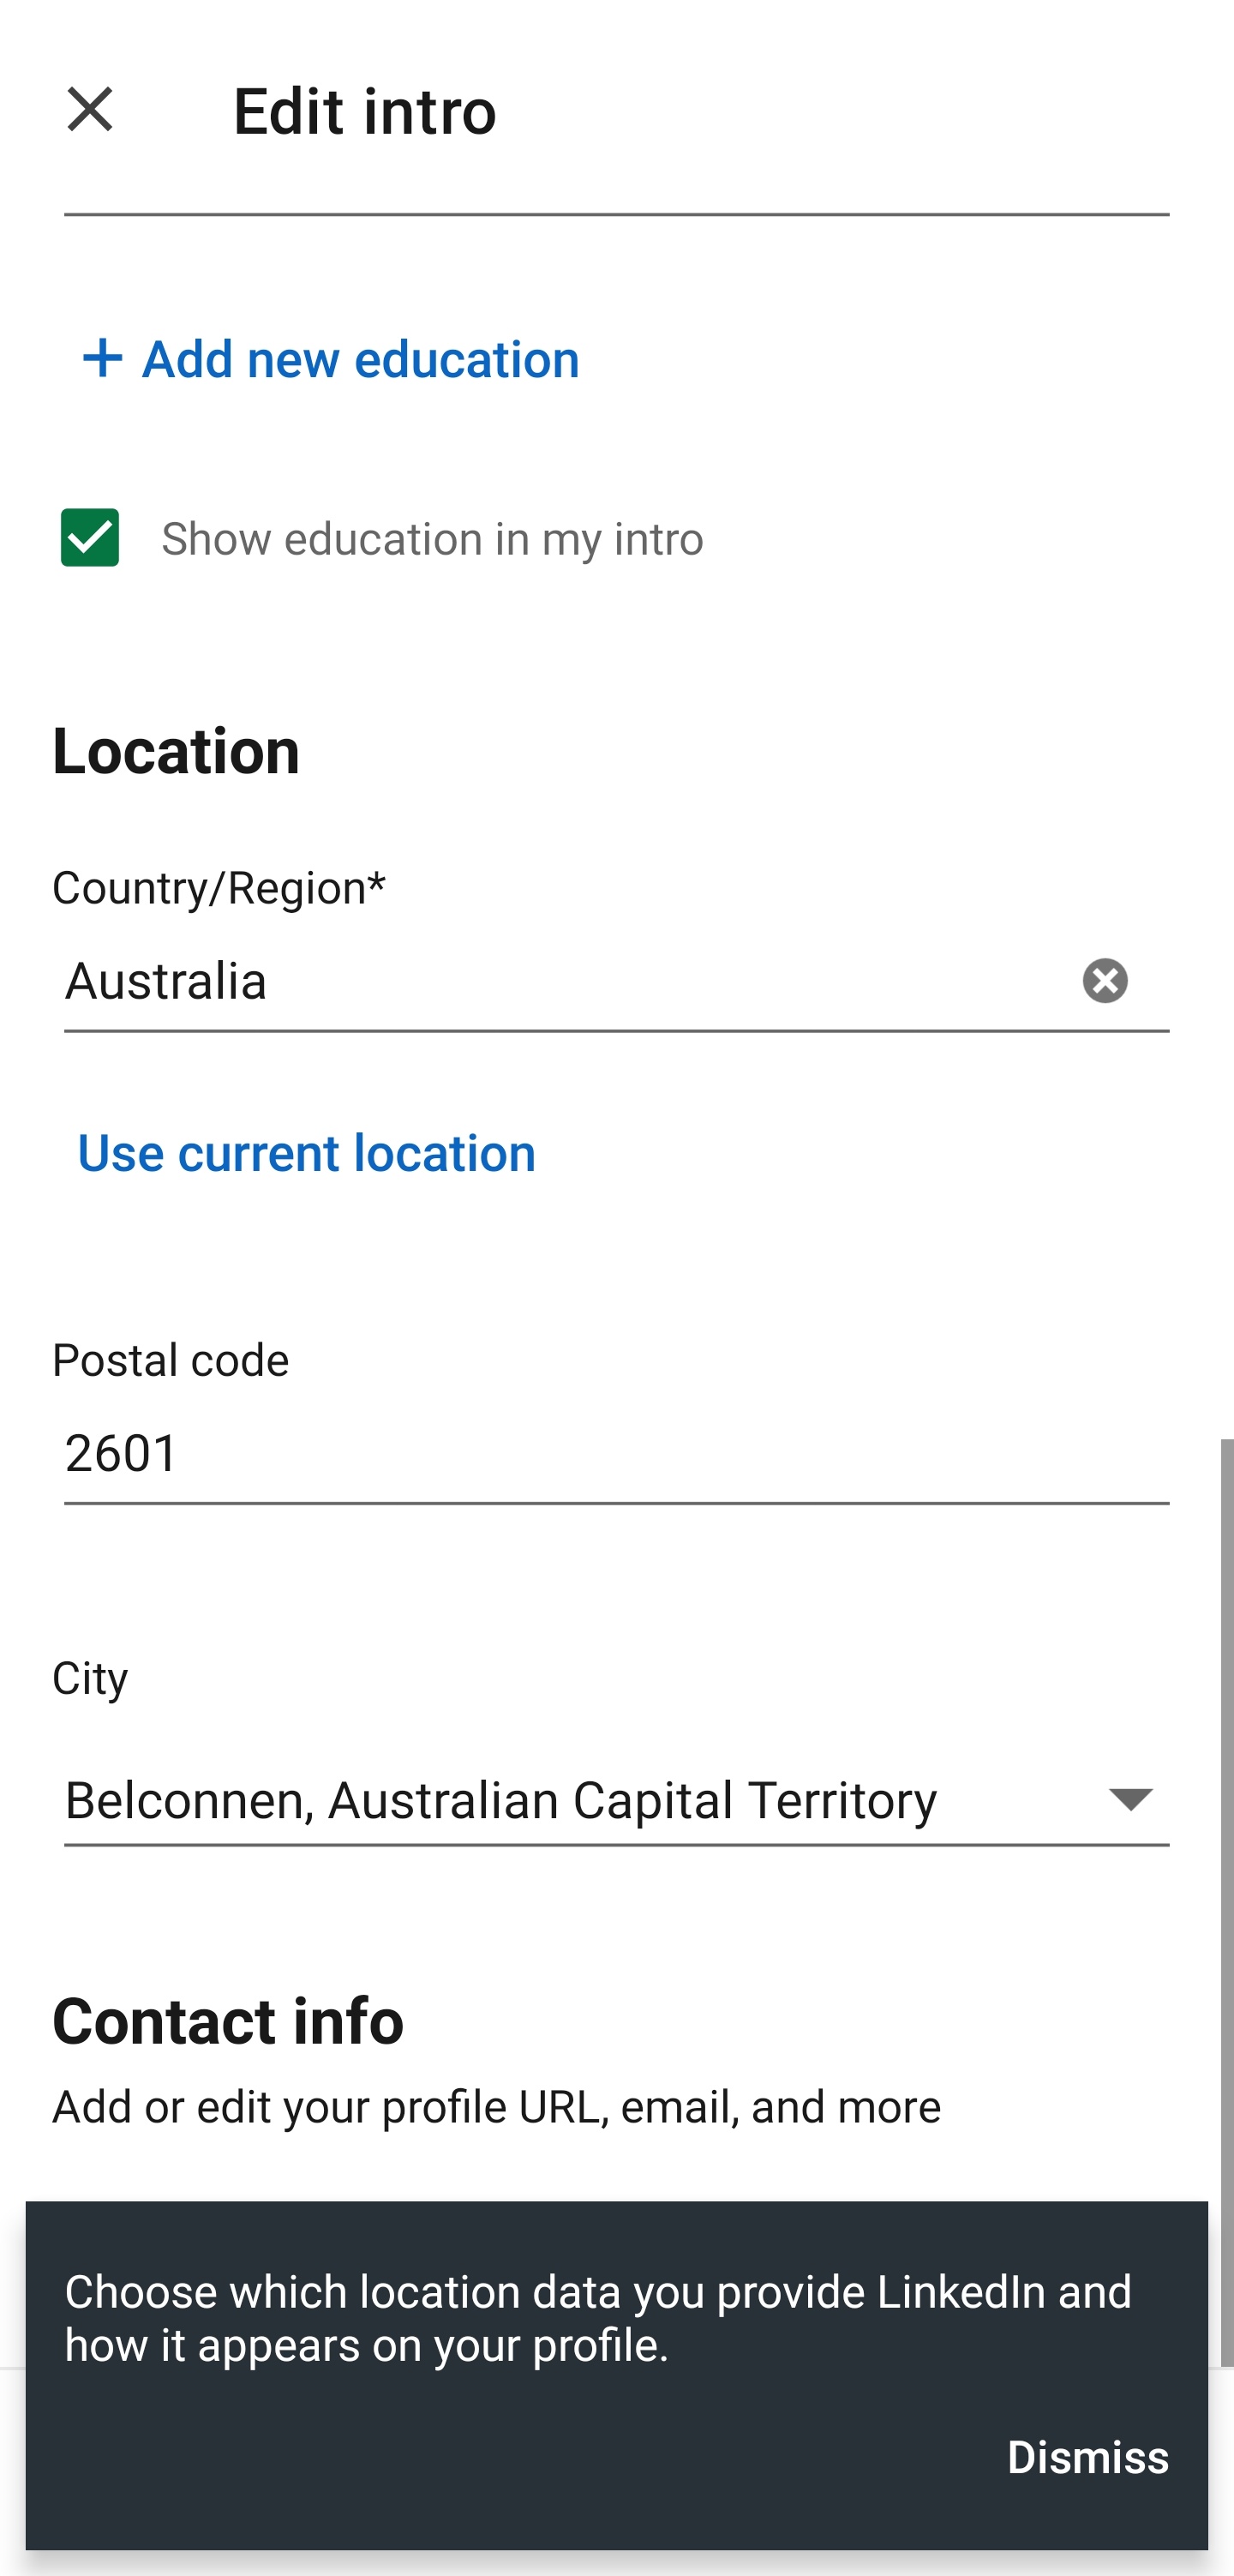 Edit intro
Add new education
Show education in my intro
Location
Country/Region*
Australia
Use current location
Postal code
2601
City
Belconnen, Australian Capital Territory
Contact info
Add or edit your profile URL, email, and more
Choose which location data you provide LinkedIn and
how it appears on your profile.
Dismiss